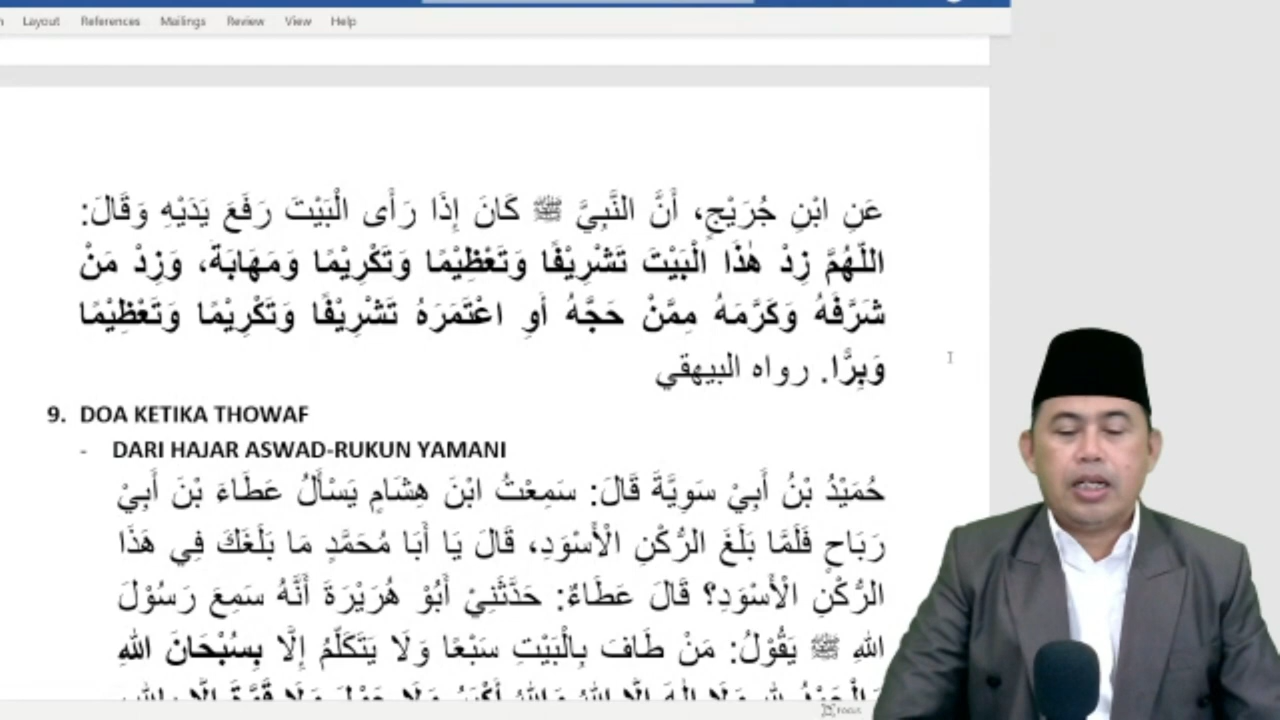 Layout References Mailings Review View Help
عَنِ ابْنِ جُرَيْجٍ، أَنَّ النَّبِيَّ ﷺ كَانَ إِذَا رَأَى الْبَيْتَ رَفَعَ يَدَيْهِ وَقَالَ:
اللّٰهُمَّ زِدْ هٰذَا الْبَيْتَ تَشْرِيْفًا وَتَعْظِيْمًا وَتَكْرِيْمًا وَمَهَابَةً، وَزِدْ مَنْ
شَرَّفَهُ وَكَرَّمَهُ مِمَّنْ حَجَّهُ أَوِ اعْتَمَرَهُ تَشْرِيْفًا وَتَكْرِيْمًا وَتَعْظِيْمًا
وَبِرًّا. رواه البيهقي
9. DOA KETIKA THOWAF
- DARI HAJAR ASWAD-RUKUN YAMANI
حُمَيْدُ بْنُ أَبِيْ سَوِيَّةَ قَالَ: سَمِعْتُ ابْنَ هِشَامٍ يَسْأَلُ عَطَاءَ بْنَ أَبِيْ
رَبَاحٍ فَلَمَّا بَلَغَ الرُّكْنِ الْأَسْوَدِ، قَالَ يَا أَبَا مُحَمَّدٍ مَا بَلَغَكَ فِي هَذَا
الرُّكْنِ الْأَسْوَدِ؟ قَالَ عَطَاءٌ: حَدَّثَنِيْ أَبُوْ هُرَيْرَةَ أَنَّهُ سَمِعَ رَسُوْلَ
اللهِ ﷺ يَقُوْلُ: مَنْ طَافَ بِالْبَيْتِ سَبْعًا وَلَا يَتَكَلَّمُ إِلَّا بِسُبْحَانَ اللهِ
Focus